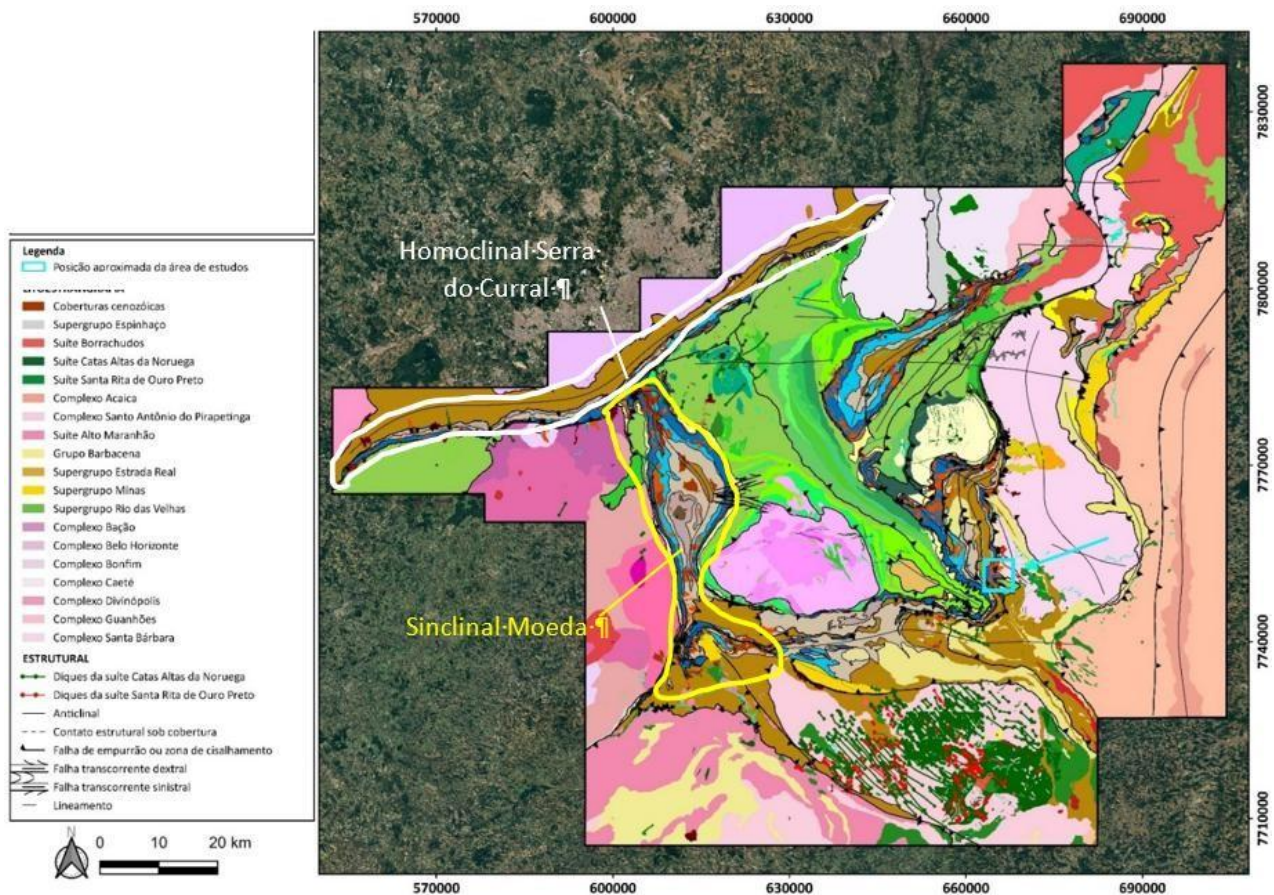 570000 600000 630000 660000 690000
7830000
7800000
7770000
7740000
7710000
Homoclinal·Serra·
do·Curral·¶
Sinclinal·Moeda·¶
Legenda
Posição aproximada da área de estudos
Coberturas cenozóicas
Supergrupo Espinhaço
Suíte Borrachudos
Suíte Catas Altas da Noruega
Suíte Santa Rita de Ouro Preto
Complexo Acaica
Complexo Santo Antônio do Pirapetinga
Suíte Alto Maranhão
Grupo Barbacena
Supergrupo Estrada Real
Supergrupo Minas
Supergrupo Rio das Velhas
Complexo Bação
Complexo Belo Horizonte
Complexo Bonfim
Complexo Caeté
Complexo Divinópolis
Complexo Guanhões
Complexo Santa Bárbara
ESTRUTURAL
Diques da suíte Catas Altas da Noruega
Diques da suíte Santa Rita de Ouro Preto
Anticlinal
Contato estrutural sob cobertura
Falha de empurrão ou zona de cisalhamento
Falha transcorrente dextral
Falha transcorrente sinistral
Lineamento
N
0 10 20 km
570000 600000 630000 660000 690000